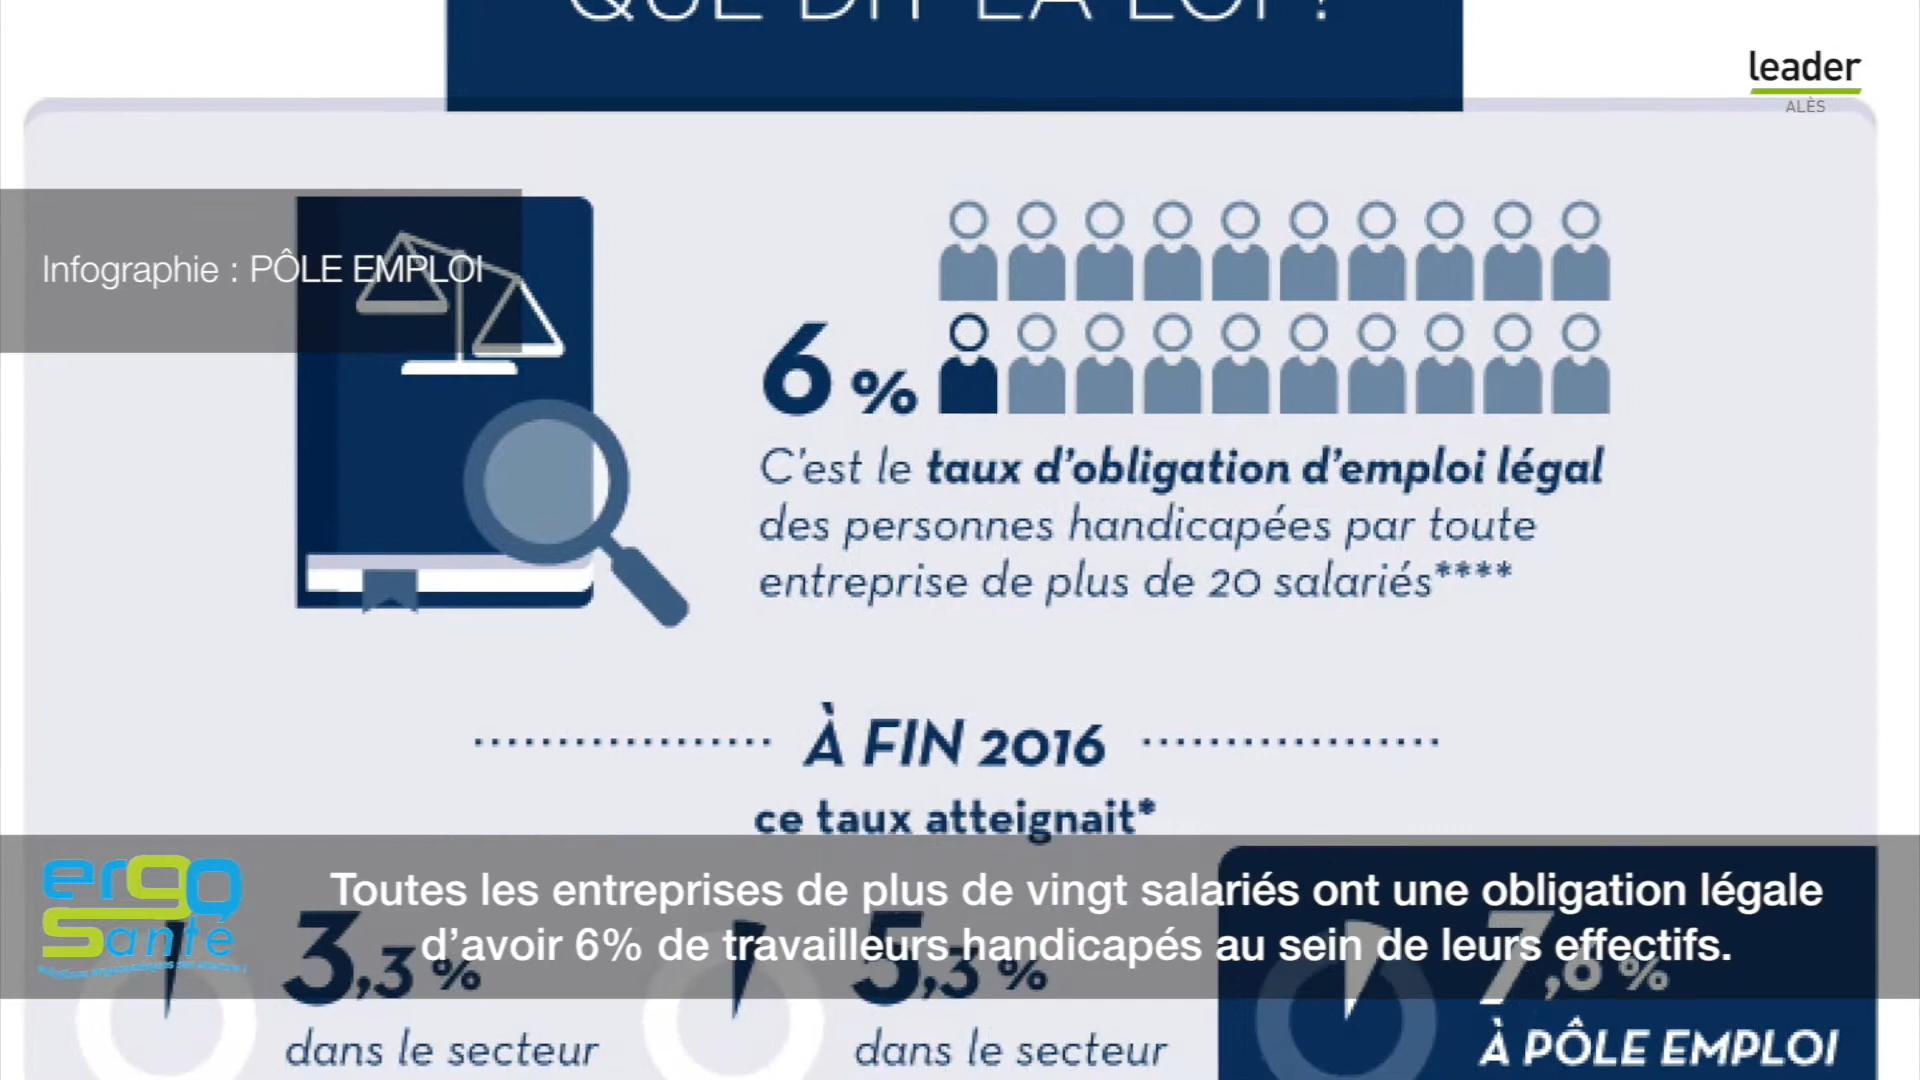 QUE DIT LA LOI ?
leader
ALÈS
Infographie : PÔLE EMPLOI
6 %
C'est le taux d'obligation d'emploi légal
des personnes handicapées par toute
entreprise de plus de 20 salariés****
À FIN 2016
ce taux atteignait*
ergo
Santé
Toutes les entreprises de plus de vingt salariés ont une obligation légale
d'avoir 6% de travailleurs handicapés au sein de leurs effectifs.
3,3 %
dans le secteur
5,3 %
dans le secteur
À PÔLE EMPLOI